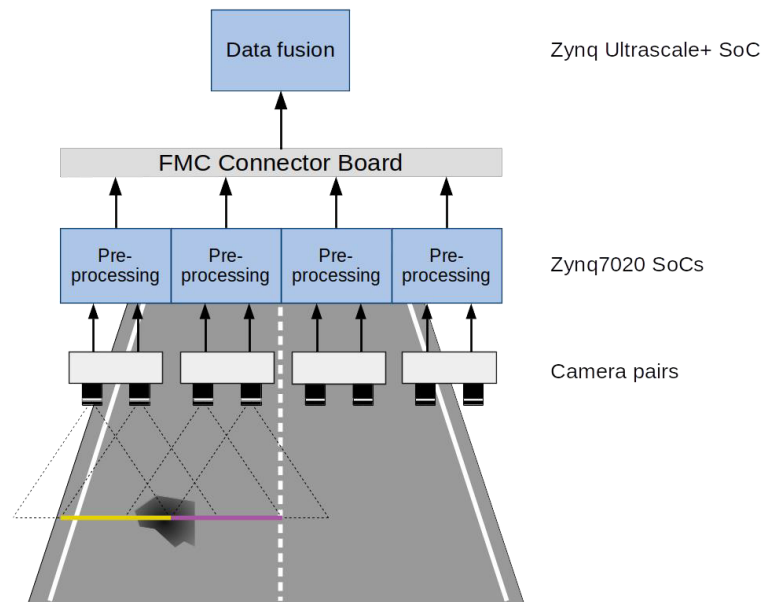 Data fusion
Zynq Ultrascale+ SoC
FMC Connector Board
Pre-
processing
Pre-
processing
Pre-
processing
Pre-
processing
Zynq7020 SoCs
Camera pairs